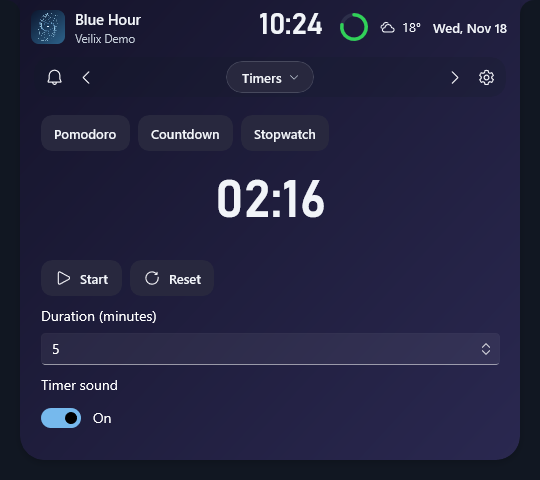 Blue Hour
Veilix Demo
10:24
18°
Wed, Nov 18
Timers
Pomodoro
Countdown
Stopwatch
02:16
Start
Reset
Duration (minutes)
5
Timer sound
On